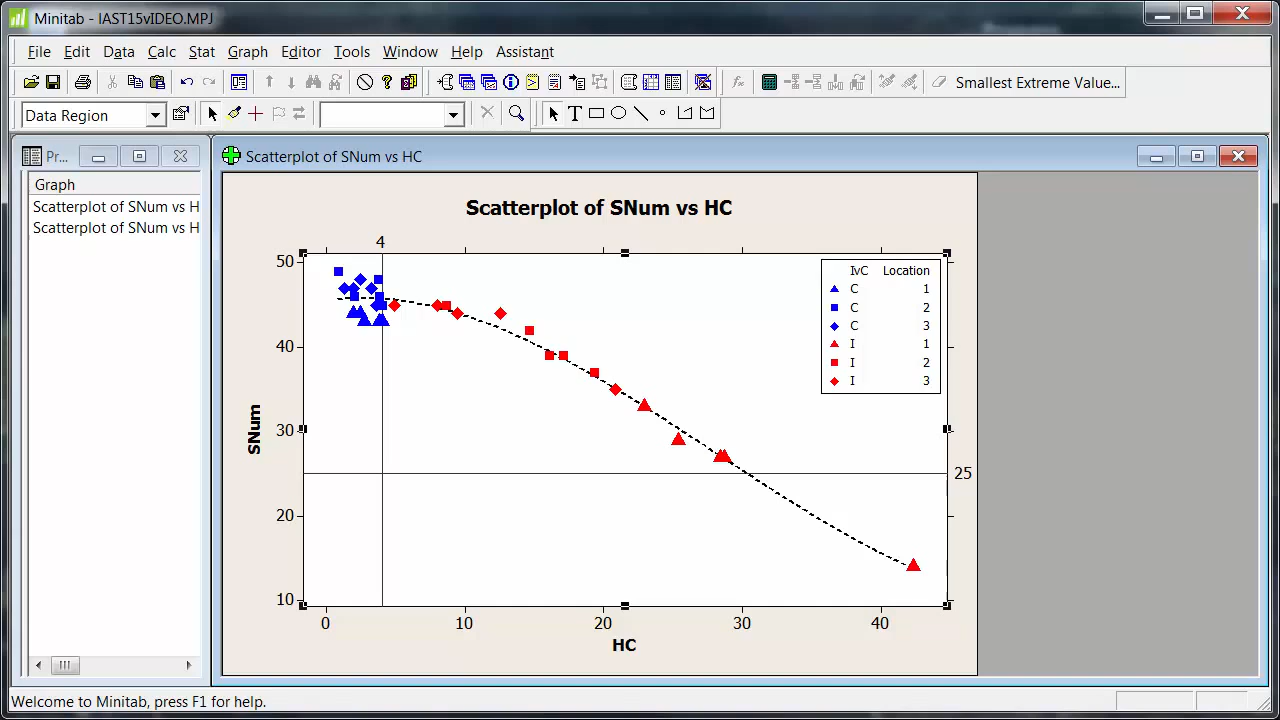 Minitab - IAST15vIDEO.MPJ
File Edit Data Calc Stat Graph Editor Tools Window Help Assistant
Smallest Extreme Value...
Data Region
Pr...
Scatterplot of SNum vs HC
Graph
Scatterplot of SNum vs H
Scatterplot of SNum vs H
Scatterplot of SNum vs HC
4
50
40
30
20
10
SNum
IvC Location
C 1
C 2
C 3
I 1
I 2
I 3
25
0 10 20 30 40
HC
Welcome to Minitab, press F1 for help.